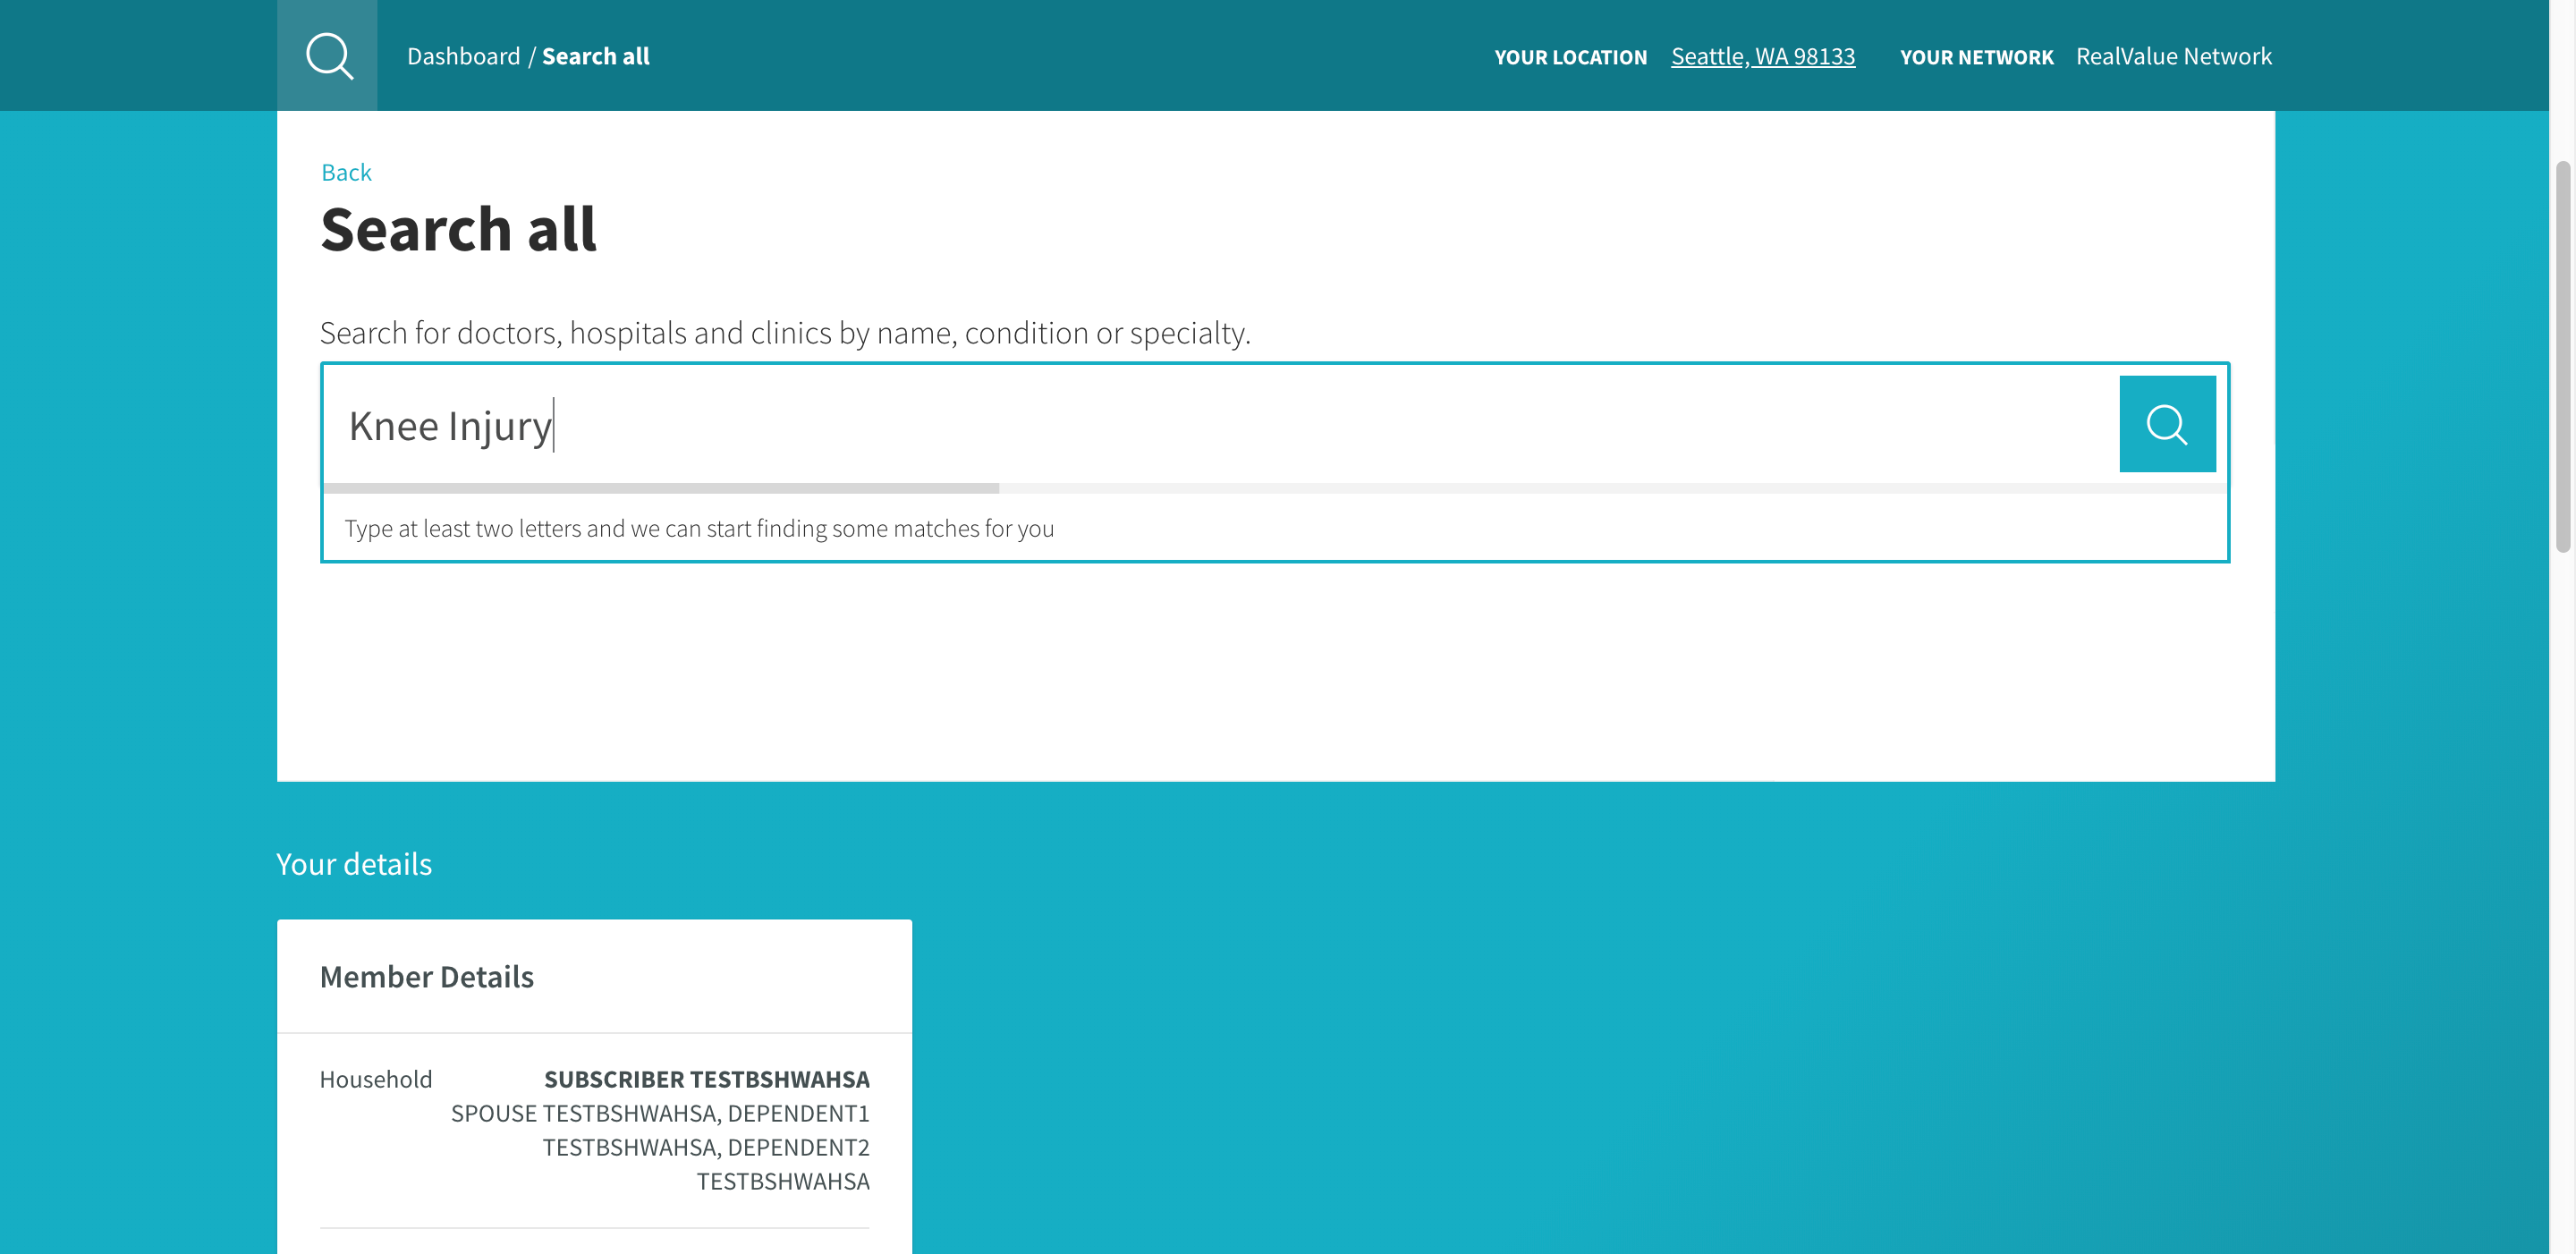 Dashboard / Search all
YOUR LOCATION Seattle, WA 98133 YOUR NETWORK RealValue Network
Back
Search all
Search for doctors, hospitals and clinics by name, condition or specialty.
Knee Injury
Type at least two letters and we can start finding some matches for you
Your details
Member Details
Household SUBSCRIBER TESTBSHWAHSA
SPOUSE TESTBSHWAHSA, DEPENDENT1
TESTBSHWAHSA, DEPENDENT2
TESTBSHWAHSA